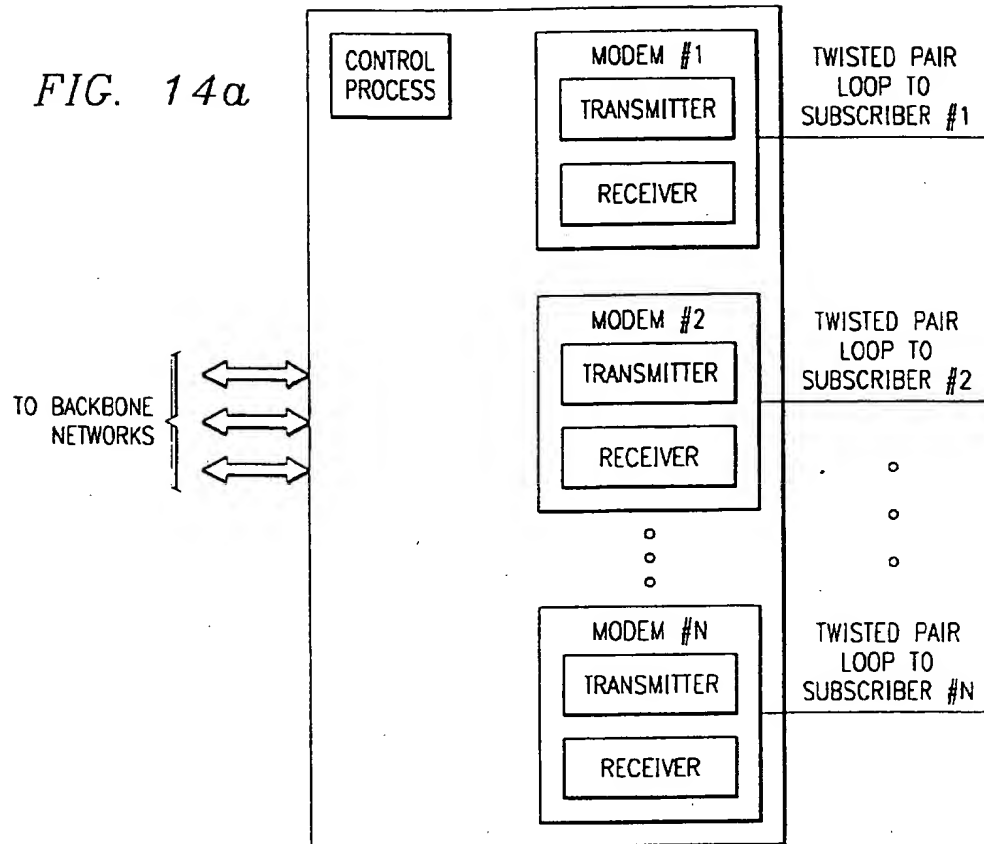 FIG. 14a
CONTROL
PROCESS
MODEM #1
TRANSMITTER
RECEIVER
TWISTED PAIR
LOOP TO
SUBSCRIBER #1
MODEM #2
TRANSMITTER
RECEIVER
TWISTED PAIR
LOOP TO
SUBSCRIBER #2
TO BACKBONE
NETWORKS
MODEM #N
TRANSMITTER
RECEIVER
TWISTED PAIR
LOOP TO
SUBSCRIBER #N